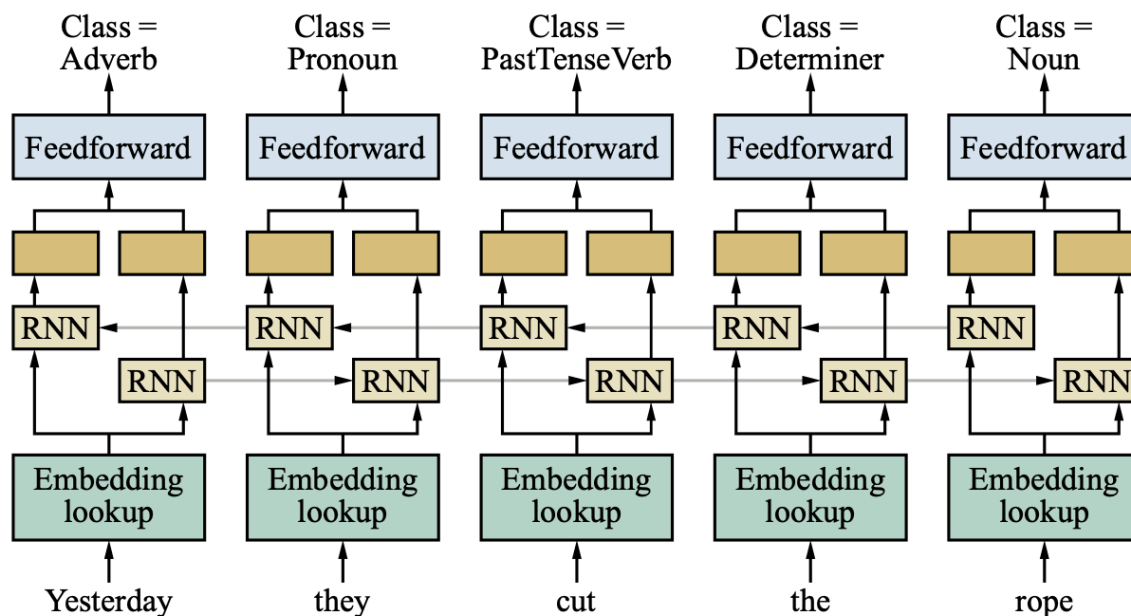 Class = Class = Class = Class = Class =
Adverb Pronoun PastTenseVerb Determiner Noun
Feedforward Feedforward Feedforward Feedforward Feedforward
RNN RNN RNN RNN RNN
RNN RNN RNN RNN RNN
Embedding Embedding Embedding Embedding Embedding
lookup lookup lookup lookup lookup
Yesterday they cut the rope